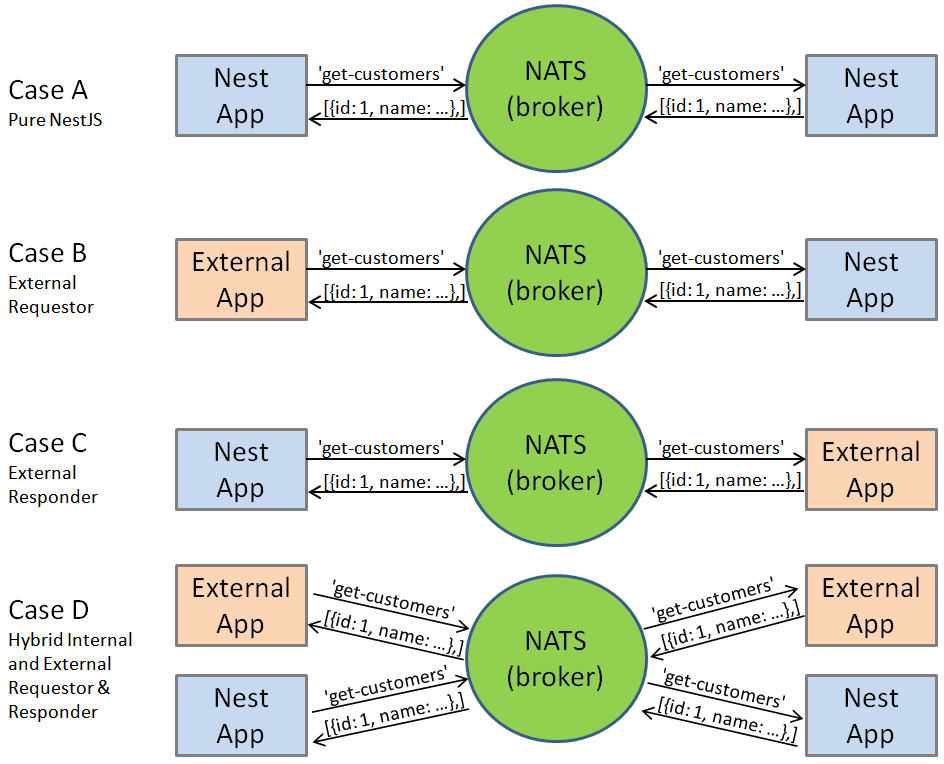 Case A
Pure NestJS
Nest
App
'get-customers'
[{id: 1, name: ...},]
NATS
(broker)
'get-customers'
[{id: 1, name: ...},]
Nest
App
Case B
External
Requestor
External
App
'get-customers'
[{id: 1, name: ...},]
NATS
(broker)
'get-customers'
[{id: 1, name: ...},]
Nest
App
Case C
External
Responder
Nest
App
'get-customers'
[{id: 1, name: ...},]
NATS
(broker)
'get-customers'
[{id: 1, name: ...},]
External
App
Case D
Hybrid Internal
and External
Requestor &
Responder
External
App
'get-customers'
[{id: 1, name: ...},]
Nest
App
'get-customers'
[{id: 1, name: ...},]
NATS
(broker)
'get-customers'
[{id: 1, name: ...},]
External
App
'get-customers'
[{id: 1, name: ...},]
Nest
App